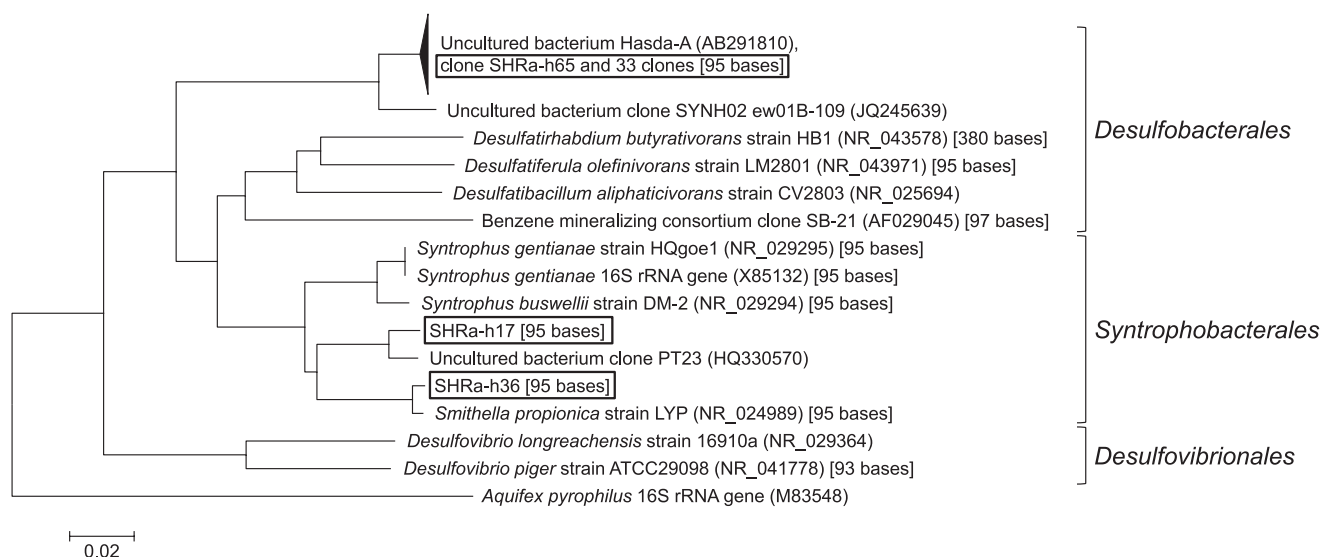 Uncultured bacterium Hasda-A (AB291810),
clone SHRa-h65 and 33 clones [95 bases]
Uncultured bacterium clone SYNH02 ew01B-109 (JQ245639)
Desulfatirhabdium butyrativorans strain HB1 (NR_043578) [380 bases]
Desulfatiferula olefinivorans strain LM2801 (NR_043971) [95 bases]
Desulfatibacillum aliphaticivorans strain CV2803 (NR_025694)
Benzene mineralizing consortium clone SB-21 (AF029045) [97 bases]
Desulfobacterales
Syntrophus gentianae strain HQgoe1 (NR_029295) [95 bases]
Syntrophus gentianae 16S rRNA gene (X85132) [95 bases]
Syntrophus buswellii strain DM-2 (NR_029294) [95 bases]
SHRa-h17 [95 bases]
Uncultured bacterium clone PT23 (HQ330570)
SHRa-h36 [95 bases]
Smithella propionica strain LYP (NR_024989) [95 bases]
Syntrophobacterales
Desulfovibrio longreachensis strain 16910a (NR_029364)
Desulfovibrio piger strain ATCC29098 (NR_041778) [93 bases]
Desulfovibrionales
Aquifex pyrophilus 16S rRNA gene (M83548)
0.02